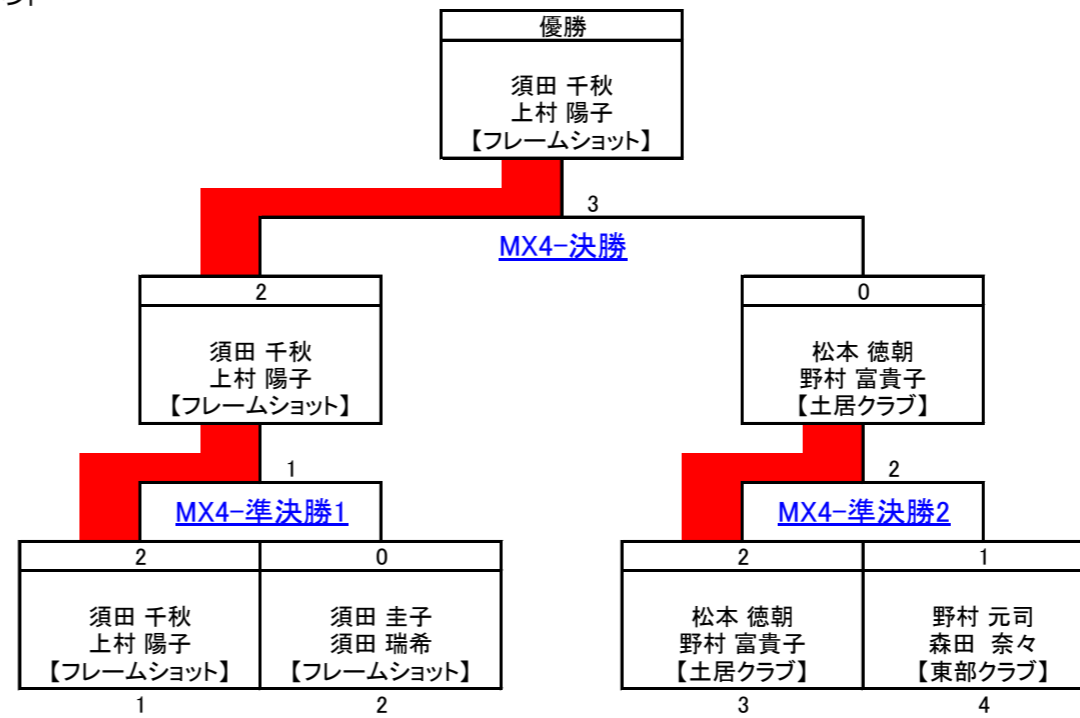 優勝
須田 千秋
上村 陽子
【フレームショット】
3
MX4-決勝
2
須田 千秋
上村 陽子
【フレームショット】
0
松本 徳朝
野村 富貴子
【土居クラブ】
1
MX4-準決勝1
2
MX4-準決勝2
2
須田 千秋
上村 陽子
【フレームショット】
1
0
須田 圭子
須田 瑞希
【フレームショット】
2
2
松本 徳朝
野村 富貴子
【土居クラブ】
3
1
野村 元司
森田 奈々
【東部クラブ】
4